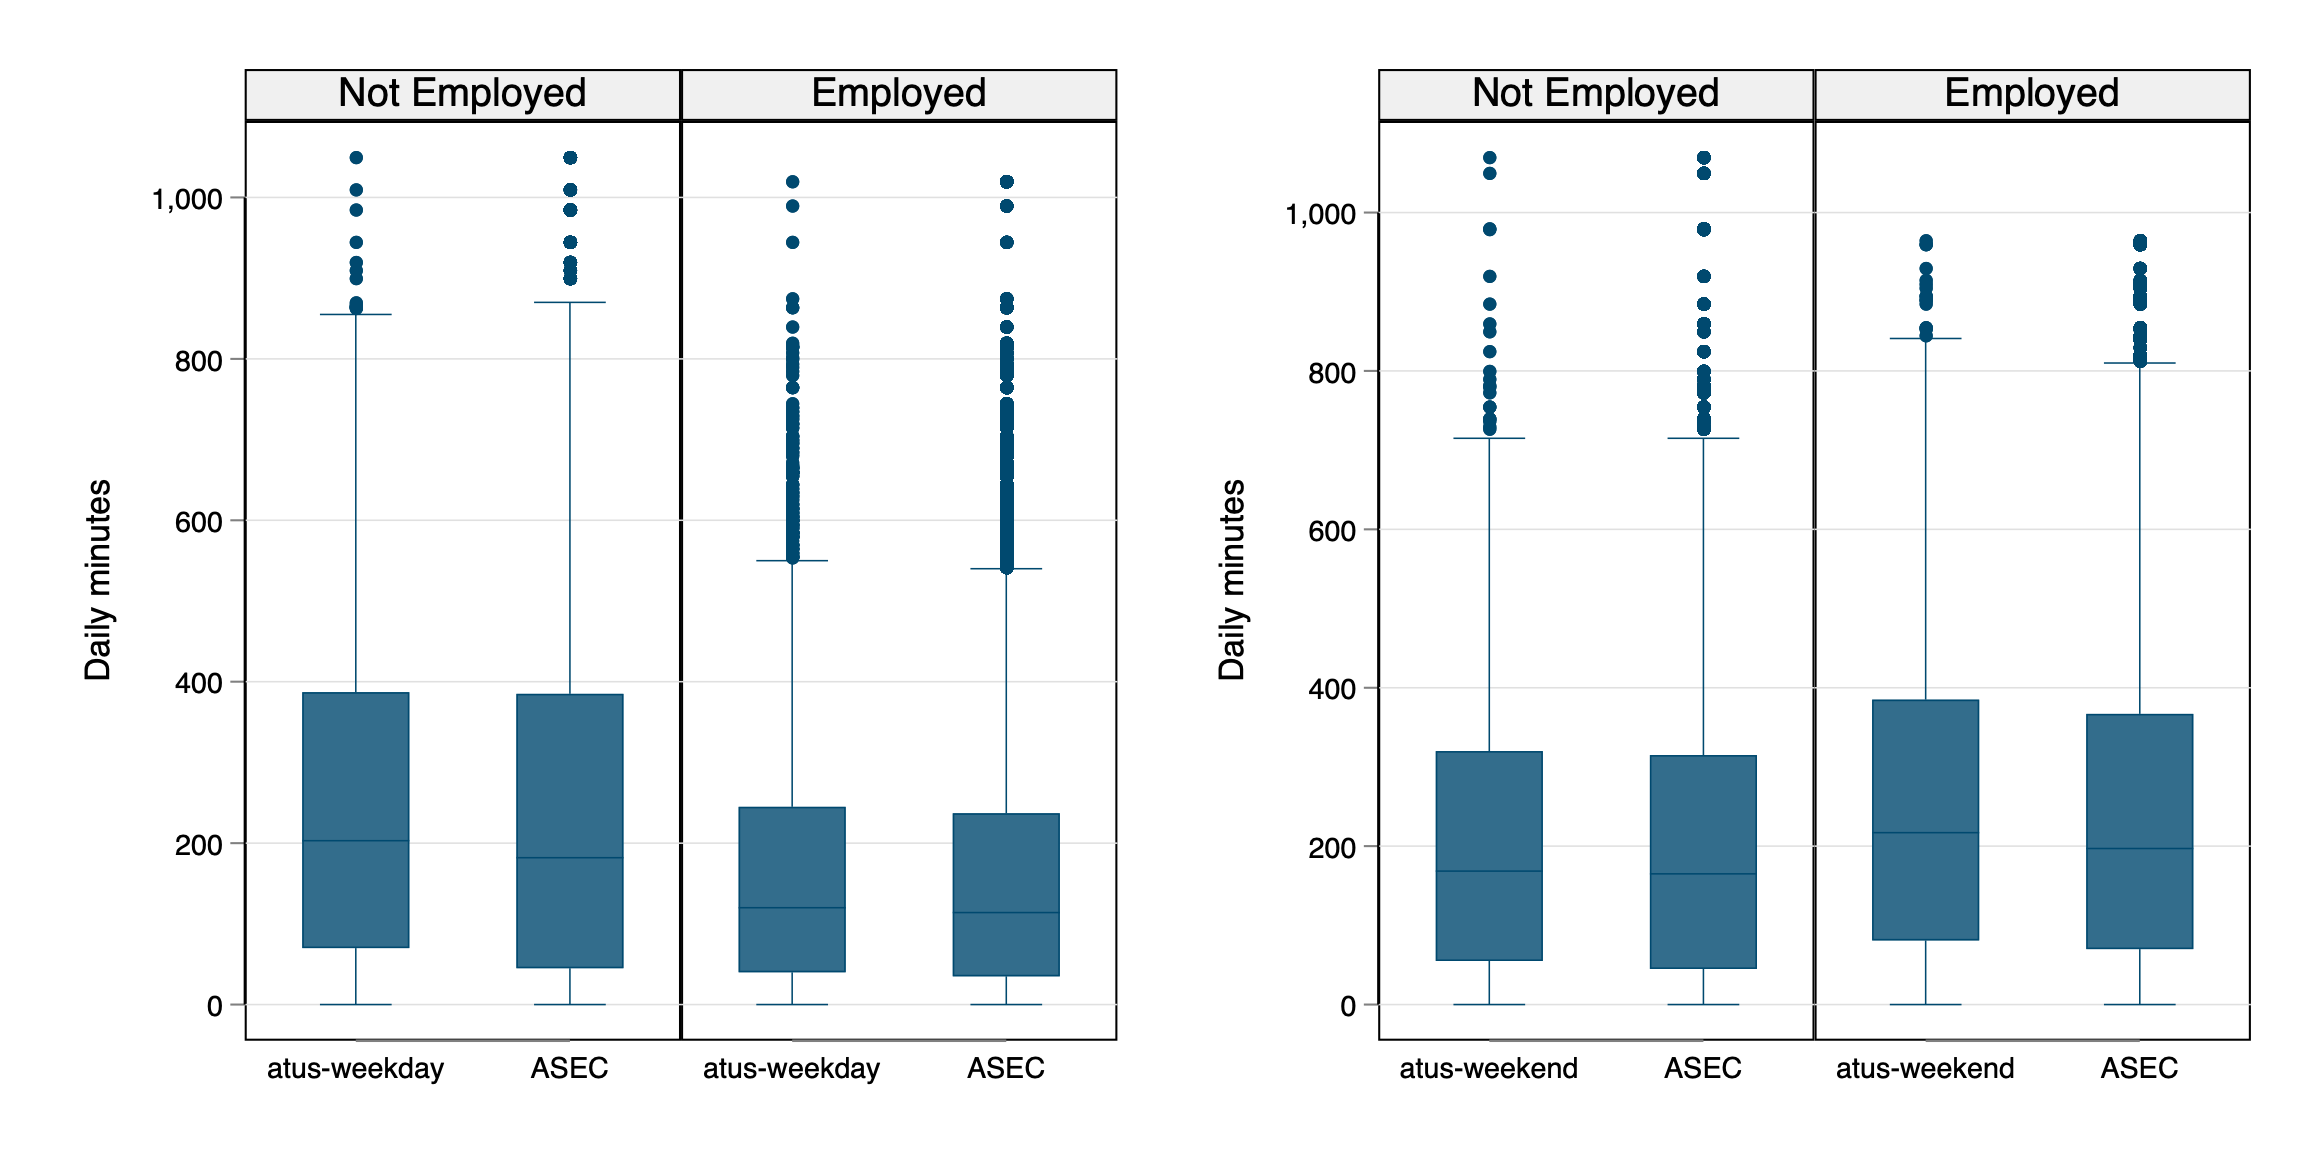 Not Employed
Employed
Daily minutes
1,000
800
600
400
200
0
atus-weekday
ASEC
atus-weekday
ASEC
Not Employed
Employed
Daily minutes
1,000
800
600
400
200
0
atus-weekend
ASEC
atus-weekend
ASEC